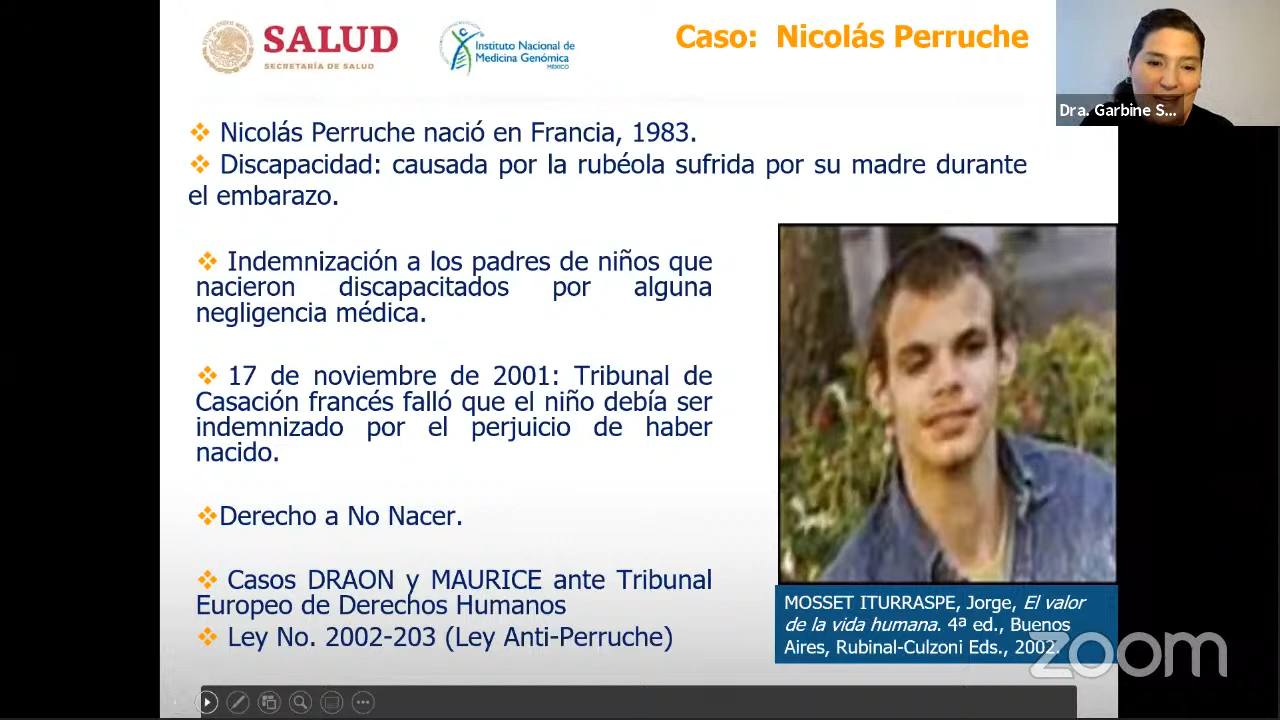 SALUD
SECRETARÍA DE SALUD
Instituto Nacional de
Medicina Genómica
MÉXICO
Caso: Nicolás Perruche
Dra. Garbine S...
Nicolás Perruche nació en Francia, 1983.
Discapacidad: causada por la rubéola sufrida por su madre durante
el embarazo.
Indemnización a los padres de niños que
nacieron discapacitados por alguna
negligencia médica.
17 de noviembre de 2001: Tribunal de
Casación francés falló que el niño debía ser
indemnizado por el perjuicio de haber
nacido.
Derecho a No Nacer.
Casos DRAON y MAURICE ante Tribunal
Europeo de Derechos Humanos
Ley No. 2002-203 (Ley Anti-Perruche)
MOSSET ITURRASPE, Jorge, El valor
de la vida humana. 4ª ed., Buenos
Aires, Rubinal-Culzoni Eds., 2002.
zoom